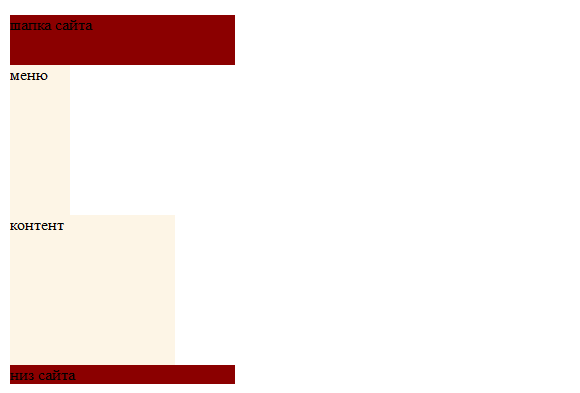 шапка сайта
меню
контент
низ сайта